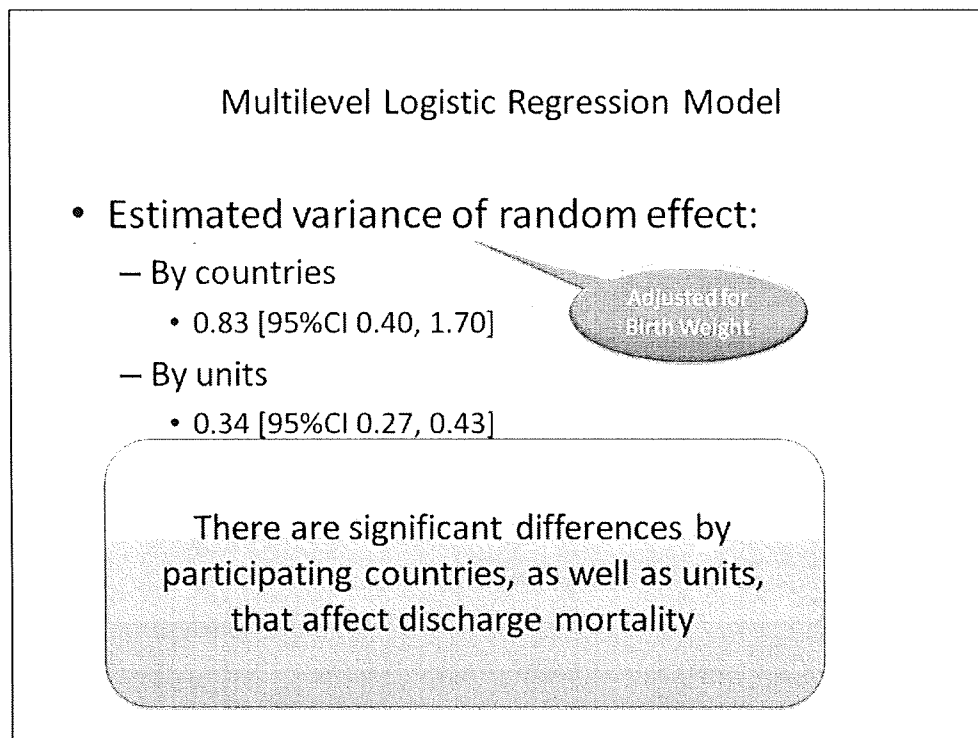 Multilevel Logistic Regression Model
• Estimated variance of random effect:
– By countries
• 0.83 [95%CI 0.40, 1.70]
Adjusted for
Birth Weight
– By units
• 0.34 [95%CI 0.27, 0.43]
There are significant differences by
participating countries, as well as units,
that affect discharge mortality